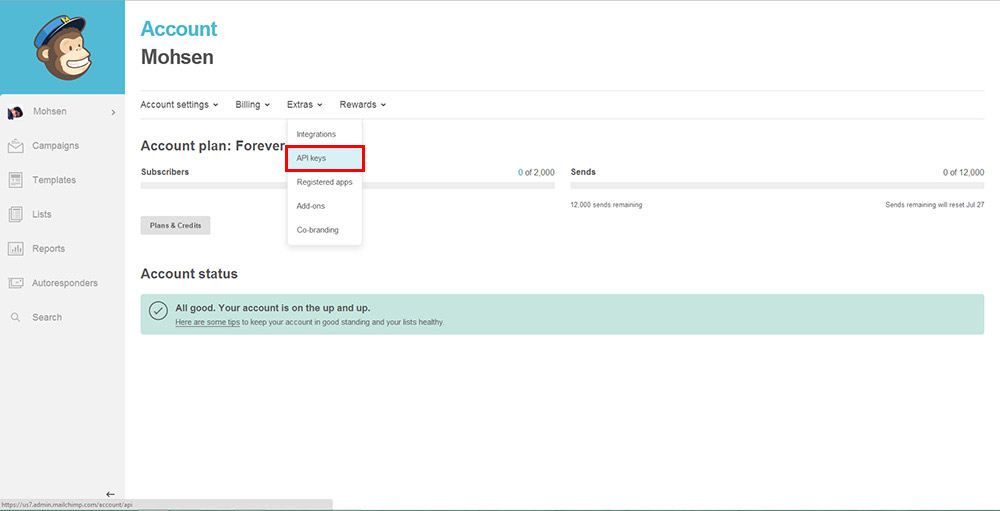 Account
Mohsen
Mohsen
Campaigns
Templates
Lists
Reports
Autoresponders
Search
Account settings Billing Extras Rewards
Integrations
API keys
Registered apps
Add-ons
Co-branding
Account plan: Forever
Subscribers 0 of 2,000
Sends 0 of 12,000
12,000 sends remaining Sends remaining will reset Jul 27
Plans & Credits
Account status
All good. Your account is on the up and up.
Here are some tips to keep your account in good standing and your lists healthy.
https://us7.admin.mailchimp.com/account/api